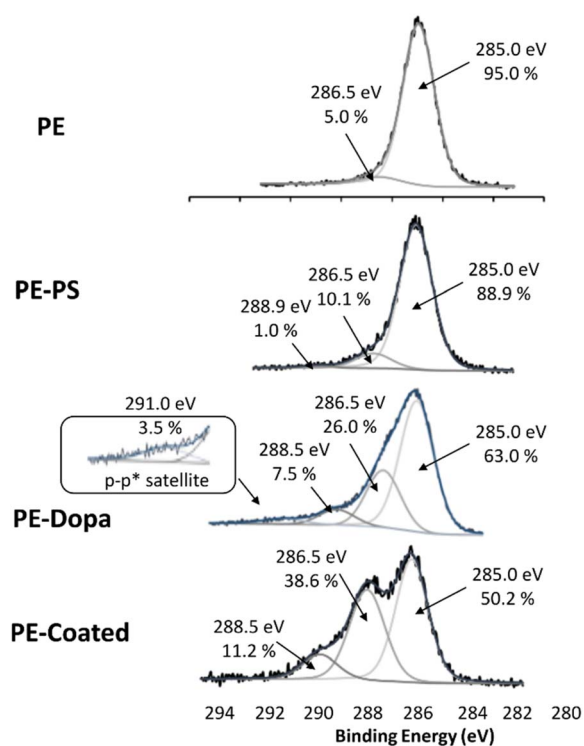 285.0 eV
95.0 %
286.5 eV
5.0 %
PE
286.5 eV
10.1 %
285.0 eV
88.9 %
PE-PS
288.9 eV
1.0 %
291.0 eV
3.5 %
p-p* satellite
286.5 eV
26.0 %
285.0 eV
63.0 %
288.5 eV
7.5 %
PE-Dopa
286.5 eV
38.6 %
285.0 eV
50.2 %
PE-Coated
288.5 eV
11.2 %
294 292 290 288 286 284 282 280
Binding Energy (eV)